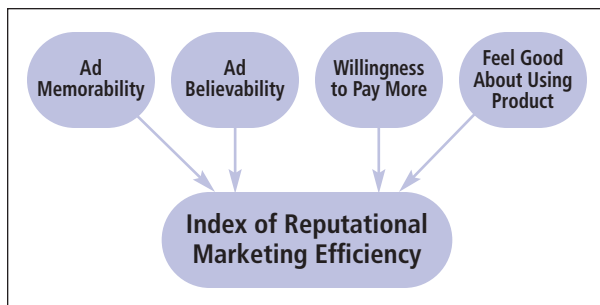 Ad
Memorability
Ad
Believability
Willingness
to Pay More
Feel Good
About Using
Product
Index of Reputational
Marketing Efficiency